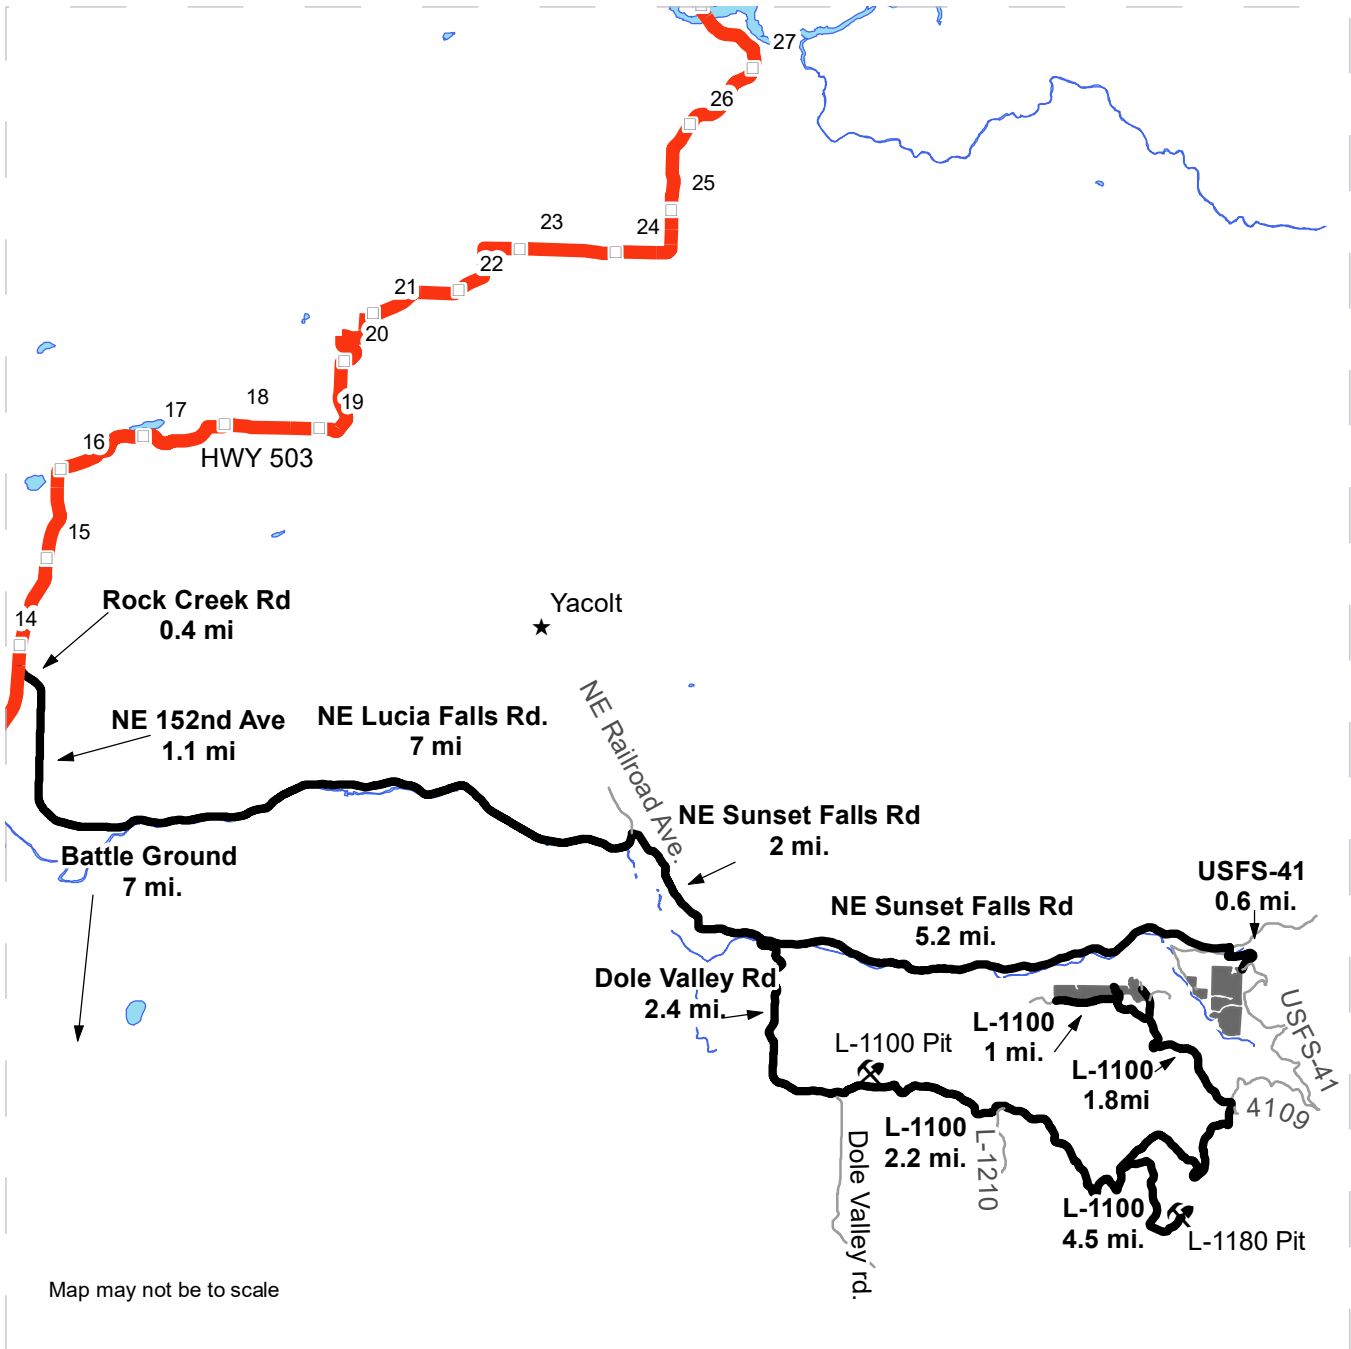 27
26
25
24
23
22
21
20
19
18
17
16
HWY 503
15
14
Rock Creek Rd
0.4 mi
Yacolt
NE 152nd Ave
1.1 mi
NE Lucia Falls Rd.
7 mi
NE Railroad Ave.
NE Sunset Falls Rd
2 mi.
Battle Ground
7 mi.
USFS-41
0.6 mi.
NE Sunset Falls Rd
5.2 mi.
Dole Valley Rd
2.4 mi.
L-1100
1 mi.
USFS-41
L-1100 Pit
L-1100
1.8mi
4109
L-1100
2.2 mi.
L-1210
Dole Valley rd.
L-1100
4.5 mi.
L-1180 Pit
Map may not be to scale